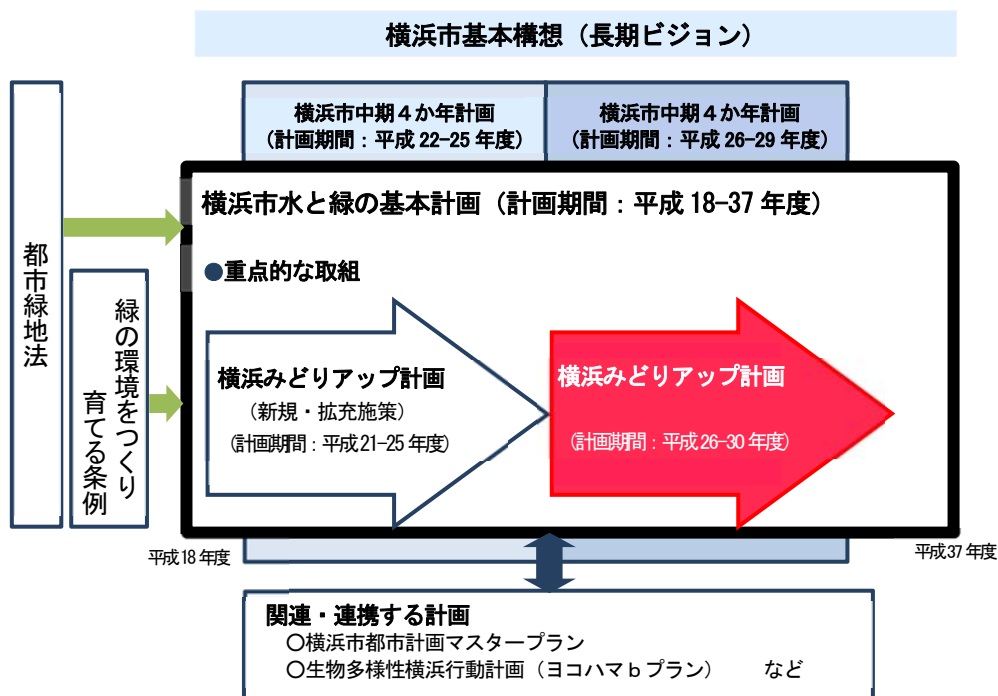 横浜市基本構想（長期ビジョン）
横浜市中期４か年計画
（計画期間：平成 22-25 年度）
横浜市中期４か年計画
（計画期間：平成 26-29 年度）
横浜市水と緑の基本計画（計画期間：平成 18-37 年度）
都市緑地法
緑の環境をつくり
育てる条例
●重点的な取組
横浜みどりアップ計画
（新規・拡充施策）
（計画期間：平成 21-25 年度）
横浜みどりアップ計画
（計画期間：平成 26-30 年度）
平成 18 年度
平成 37 年度
関連・連携する計画
○横浜市都市計画マスタープラン
○生物多様性横浜行動計画（ヨコハマｂプラン）　　など